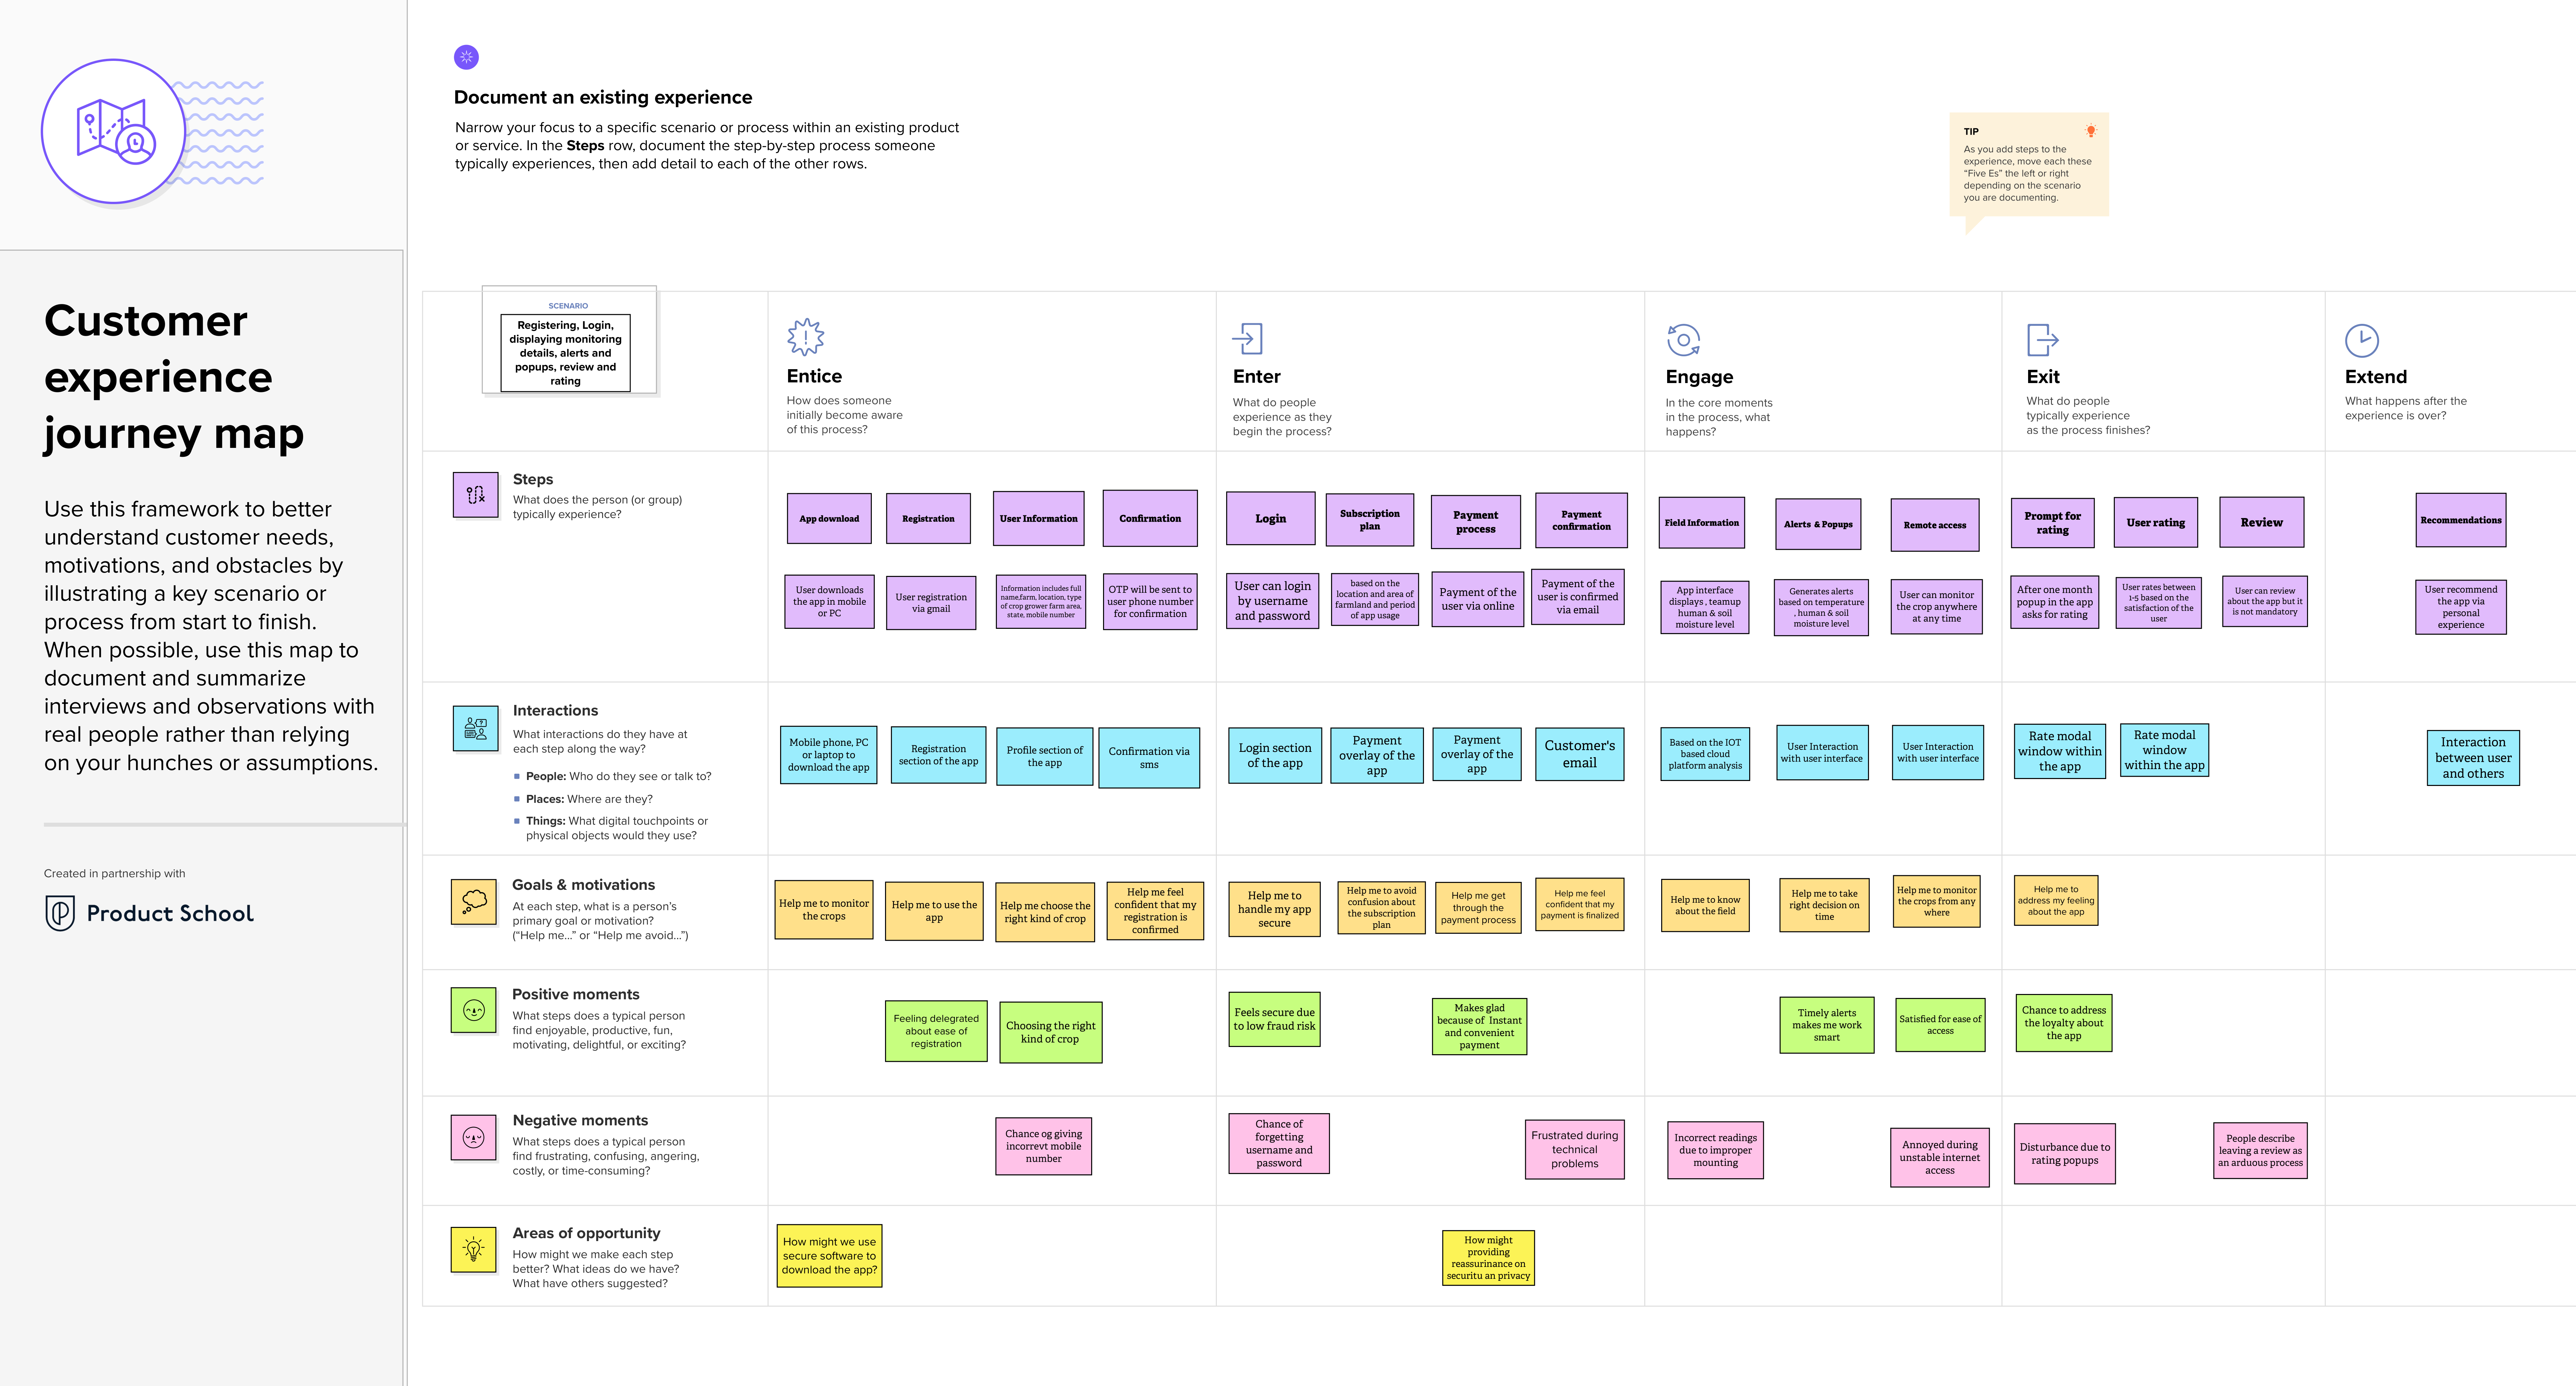 Customer
experience
journey map
Use this framework to better
understand customer needs,
motivations, and obstacles by
illustrating a key scenario or
process from start to finish.
When possible, use this map to
document and summarize
interviews and observations with
real people rather than relying
on your hunches or assumptions.
Created in partnership with
Product School
Document an existing experience
Narrow your focus to a specific scenario or process within an existing product
or service. In the Steps row, document the step-by-step process someone
typically experiences, then add detail to each of the other rows.
TIP
As you add steps to the
experience, move each these
“Five Es” the left or right
depending on the scenario
you are documenting.
SCENARIO
Registering, Login,
displaying monitoring
details, alerts and
popups, review and
rating
Entice
How does someone
initially become aware
of this process?
Enter
What do people
experience as they
begin the process?
Engage
In the core moments
in the process, what
happens?
Exit
What do people
typically experience
as the process finishes?
Extend
What happens after the
experience is over?
Steps
What does the person (or group)
typically experience?
App download
Registration
User Information
Confirmation
Login
Subscription
plan
Payment
process
Payment
confirmation
Field Information
Alerts & Popups
Remote access
Prompt for
rating
User rating
Review
Recommendations
User downloads
the app in mobile
or PC
User registration
via gmail
Information includes full
name,farm, location, type
of crop grower farm area,
state, mobile number
OTP will be sent to
user phone number
for confirmation
User can login
by username
and password
based on the
location and area of
farmland and period
of app usage
Payment of the
user via online
Payment of the
user is confirmed
via email
App interface
displays , teamup
human & soil
moisture level
Generates alerts
based on temperature
, human & soil
moisture level
User can monitor
the crop anywhere
at any time
After one month
popup in the app
asks for rating
User rates between
1-5 based on the
satisfaction of the
user
User can review
about the app but it
is not mandatory
User recommend
the app via
personal
experience
Interactions
What interactions do they have at
each step along the way?
People: Who do they see or talk to?
Places: Where are they?
Things: What digital touchpoints or
physical objects would they use?
Mobile phone, PC
or laptop to
download the app
Registration
section of the app
Profile section of
the app
Confirmation via
sms
Login section
of the app
Payment
overlay of the
app
Payment
overlay of the
app
Customer's
email
Based on the IOT
based cloud
platform analysis
User Interaction
with user interface
User Interaction
with user interface
Rate modal
window within
the app
Rate modal
window
within the app
Interaction
between user
and others
Goals & motivations
At each step, what is a person’s
primary goal or motivation?
(“Help me...” or “Help me avoid...”)
Help me to monitor
the crops
Help me to use the
app
Help me choose the
right kind of crop
Help me feel
confident that my
registration is
confirmed
Help me to
handle my app
secure
Help me to avoid
confusion about
the subscription
plan
Help me get
through the
payment process
Help me feel
confident that my
payment is finalized
Help me to know
about the field
Help me to take
right decision on
time
Help me to monitor
the crops from any
where
Help me to
address my feeling
about the app
Positive moments
What steps does a typical person
find enjoyable, productive, fun,
motivating, delightful, or exciting?
Feeling delegrated
about ease of
registration
Choosing the right
kind of crop
Feels secure due
to low fraud risk
Makes glad
because of Instant
and convenient
payment
Timely alerts
makes me work
smart
Satisfied for ease of
access
Chance to address
the loyalty about
the app
Negative moments
What steps does a typical person
find frustrating, confusing, angering,
costly, or time-consuming?
Chance og giving
incorrevt mobile
number
Chance of
forgetting
username and
password
Frustrated during
technical
problems
Incorrect readings
due to improper
mounting
Annoyed during
unstable internet
access
Disturbance due to
rating popups
People describe
leaving a review as
an arduous process
Areas of opportunity
How might we make each step
better? What ideas do we have?
What have others suggested?
How might we use
secure software to
download the app?
How might
providing
reassurinance on
securitu an privacy